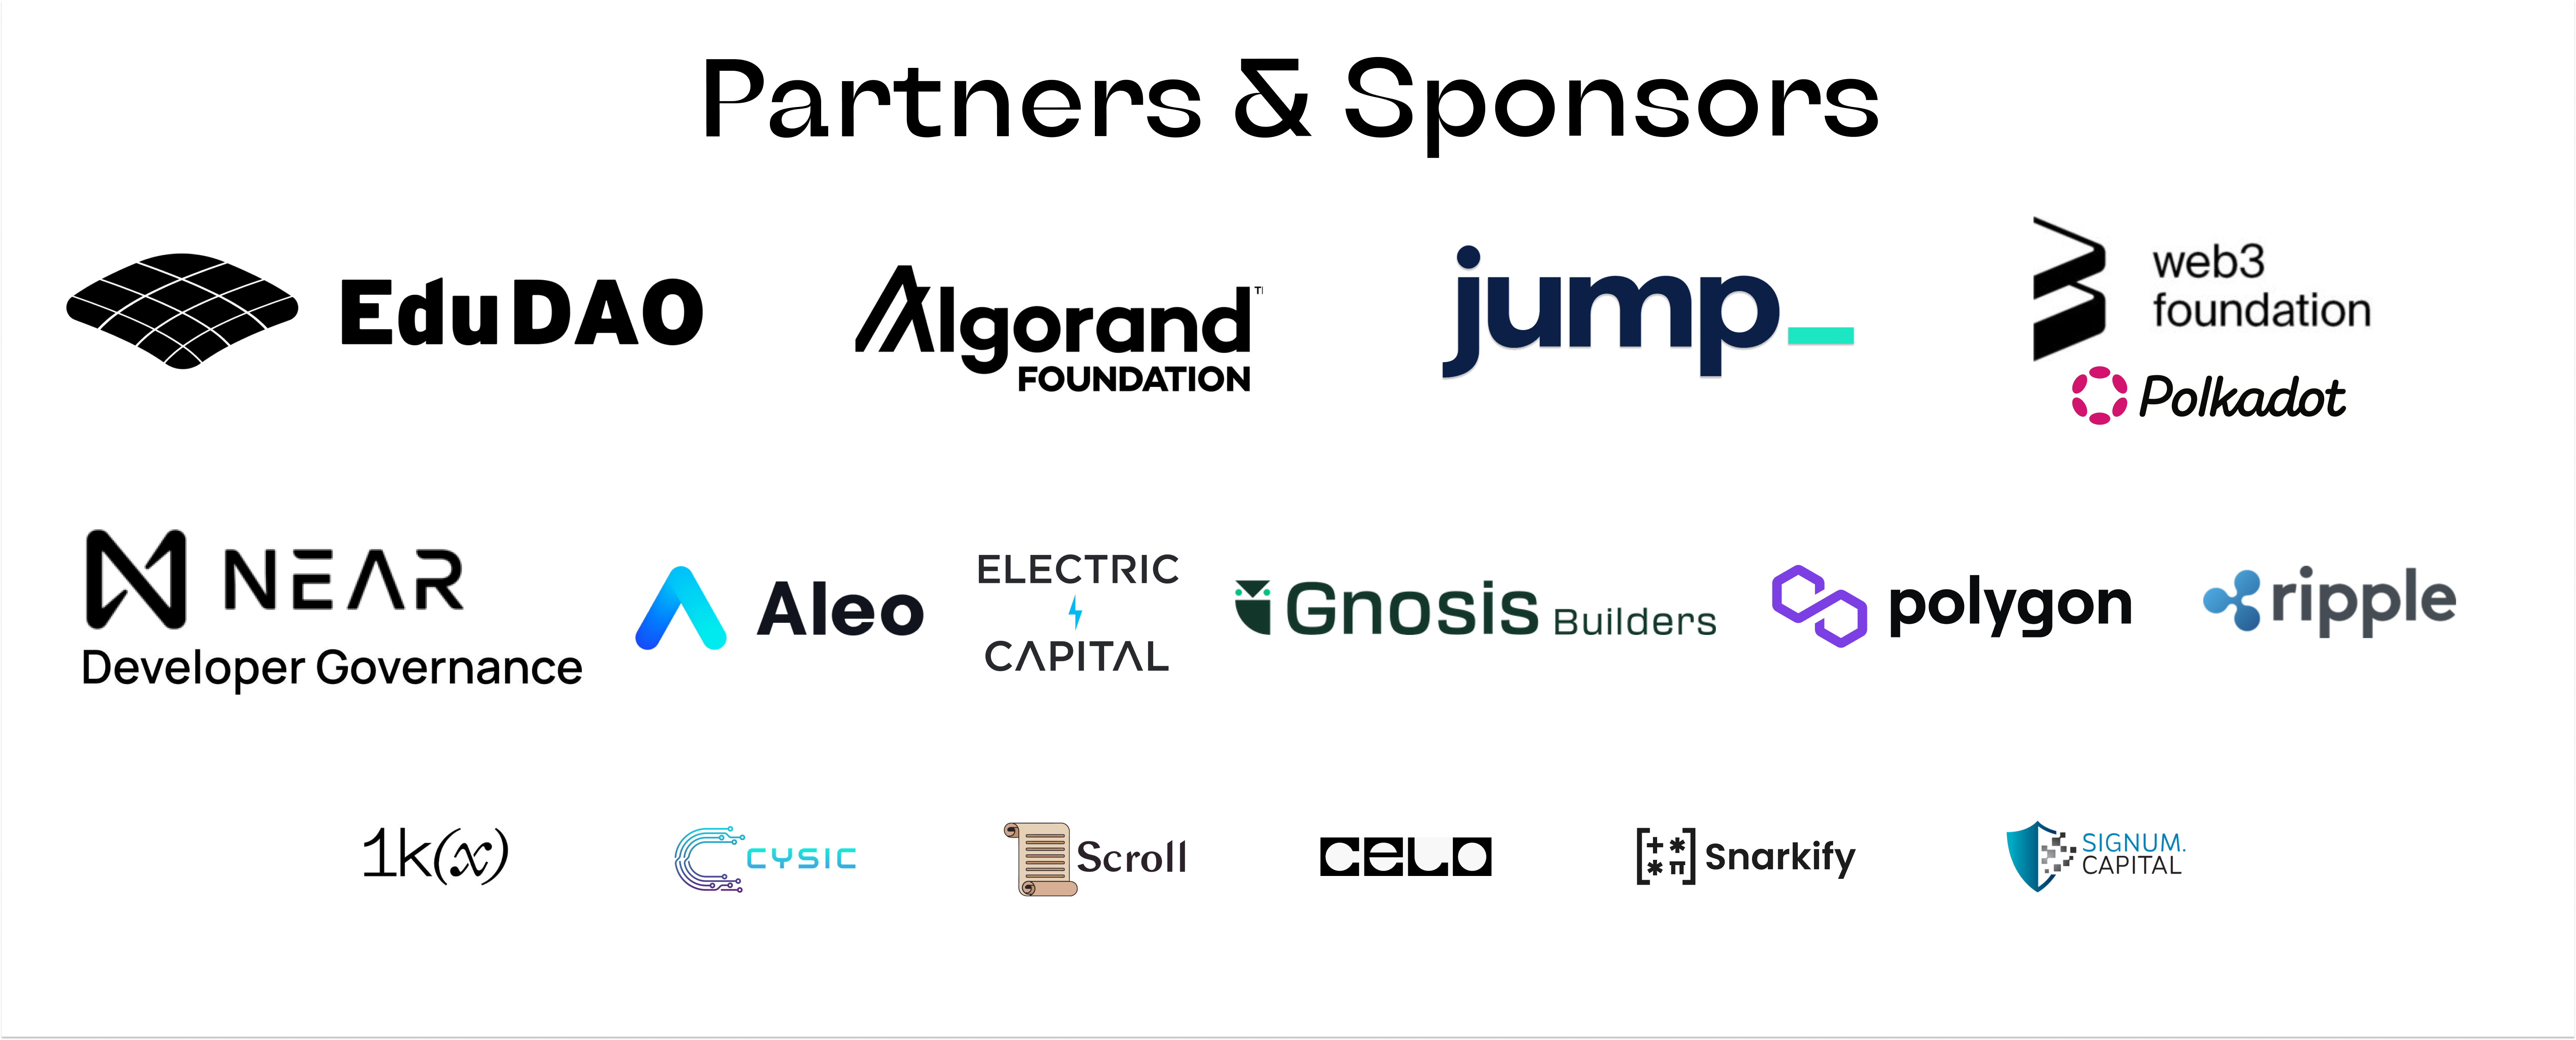 Partners & Sponsors
EduDAO
Algorand
FOUNDATION
jump_
web3
foundation
Polkadot
NEAR
Developer Governance
Aleo
ELECTRIC
CAPITAL
Gnosis Builders
polygon
ripple
1k(x)
CYSIC
Scroll
CELO
[+**π] Snarkify
SIGNUM.
CAPITAL